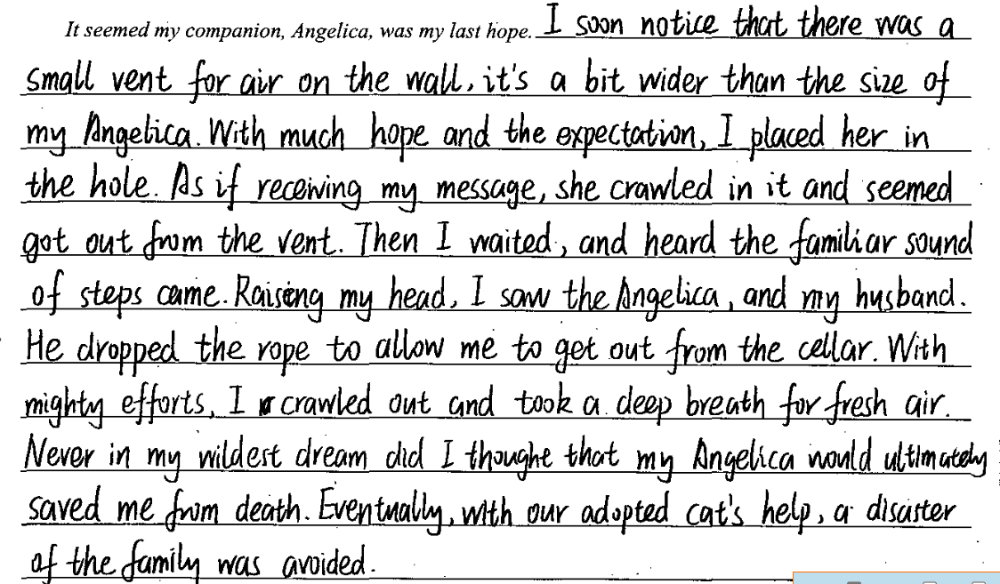 It seemed my companion, Angelica, was my last hope. I soon notice that there was a
small vent for air on the wall, it's a bit wider than the size of
my Angelica. With much hope and the expectation, I placed her in
the hole. As if receiving my message, she crawled in it and seemed
got out from the vent. Then I waited, and heard the familiar sound
of steps came. Raising my head, I saw the Angelica, and my husband.
He dropped the rope to allow me to get out from the cellar. With
mighty efforts, I crawled out and took a deep breath for fresh air.
Never in my wildest dream did I thought that my Angelica would ultimately
saved me from death. Eventually, with our adopted cat's help, a disaster
of the family was avoided.